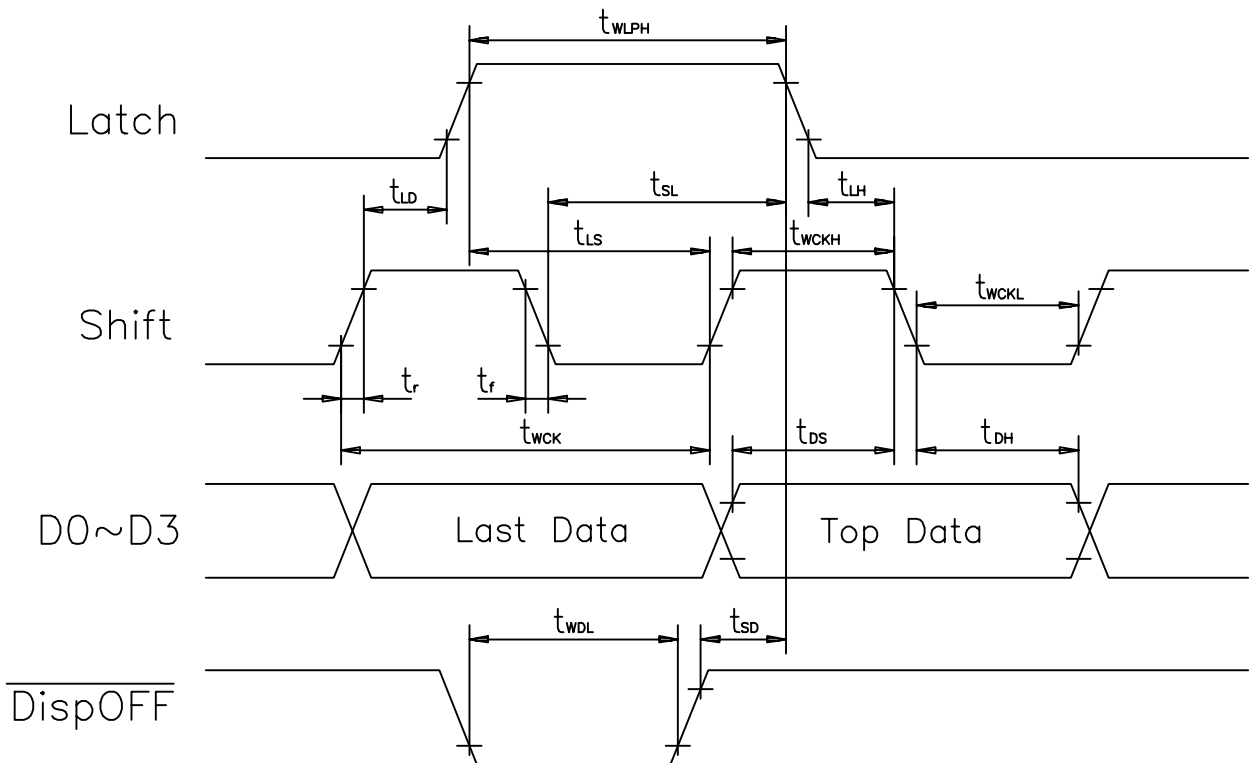 tWLPH
Latch
tLD
tSL
tLH
tLS
tWCKH
tWCKL
Shift
tr
tf
tWCK
tDS
tDH
D0~D3
Last Data
Top Data
tWDL
tSD
DispOFF